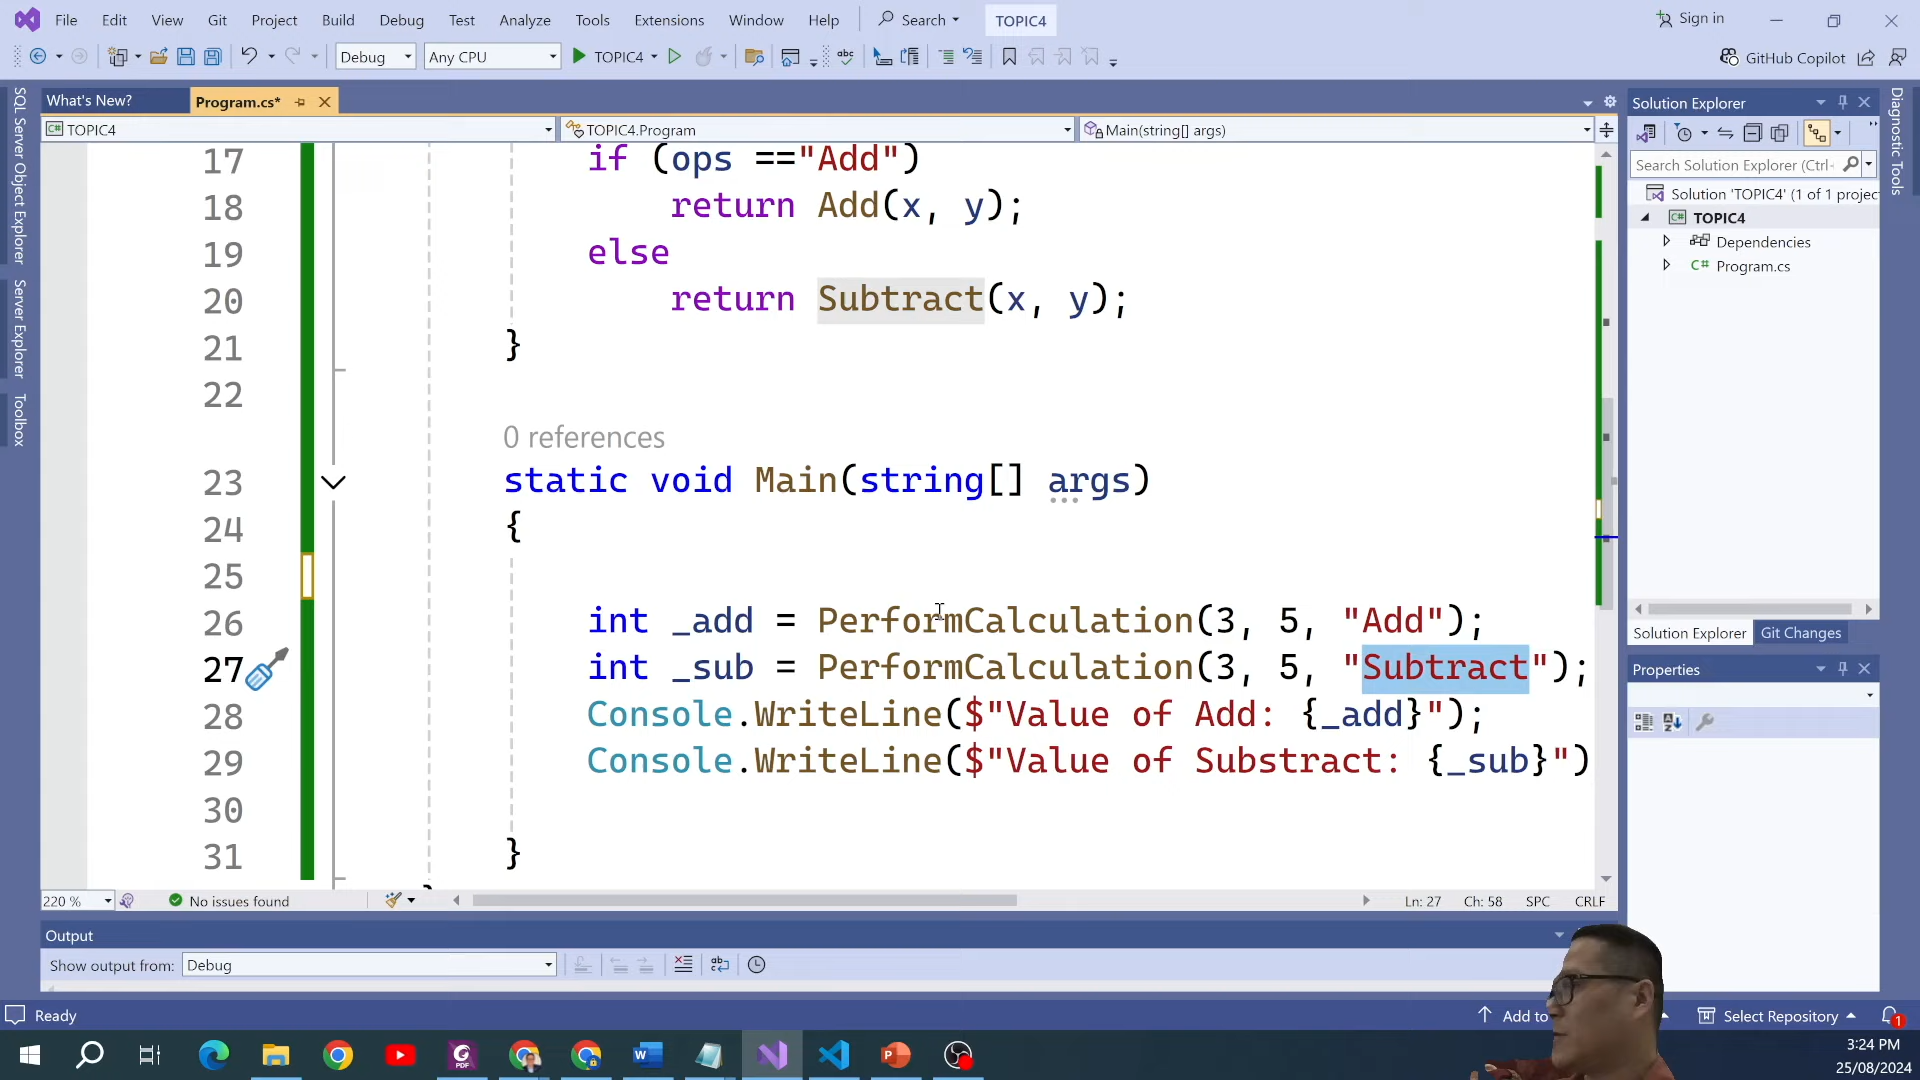 File Edit View Git Project Build Debug Test Analyze Tools Extensions Window Help Search TOPIC4 Sign in
Debug Any CPU TOPIC4 GitHub Copilot
What's New? Program.cs*
TOPIC4 TOPIC4.Program Main(string[] args)
SQL Server Object Explorer
Server Explorer
Toolbox
17 if (ops =="Add")
18 return Add(x, y);
19 else
20 return Subtract(x, y);
21 }
22
0 references
23 static void Main(string[] args)
24 {
25
26 int _add = PerformCalculation(3, 5, "Add");
27 int _sub = PerformCalculation(3, 5, "Subtract");
28 Console.WriteLine($"Value of Add: {_add}");
29 Console.WriteLine($"Value of Substract: {_sub}")
30
31 }
220 % No issues found Ln: 27 Ch: 58 SPC CRLF
Output
Show output from: Debug
Solution Explorer
Search Solution Explorer (Ctrl-
Solution 'TOPIC4' (1 of 1 projec
TOPIC4
Dependencies
C# Program.cs
Solution Explorer Git Changes
Properties
Diagnostic Tools
Ready Add to Select Repository 1
3:24 PM
25/08/2024